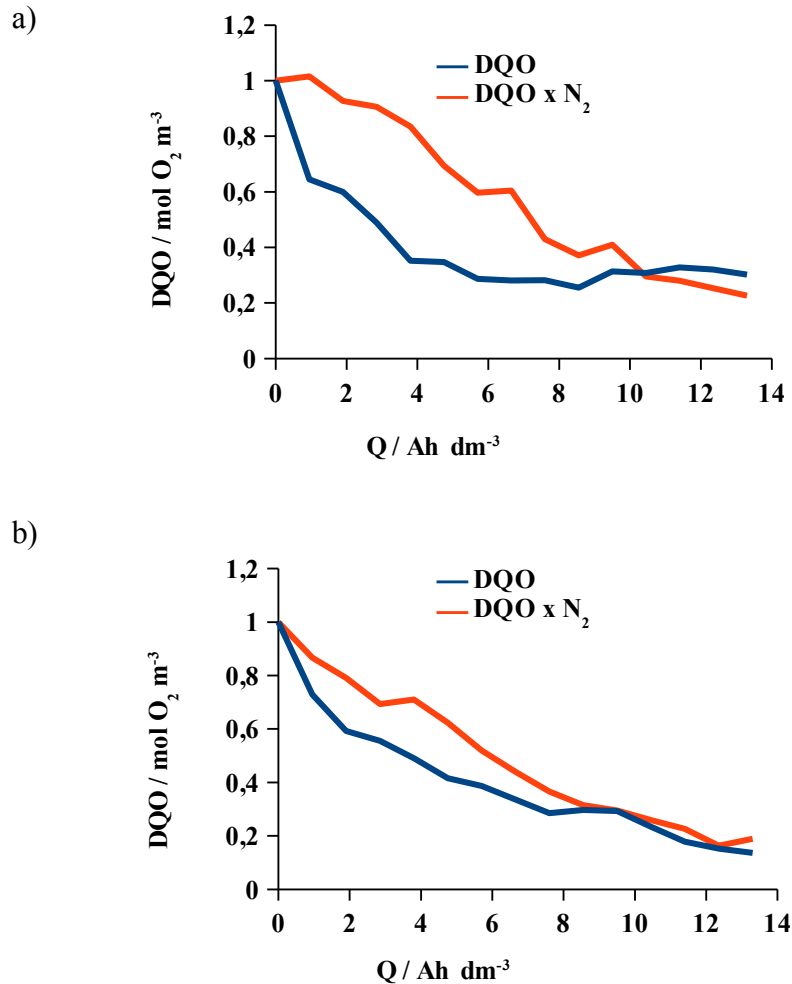 a)
1,2
1
0,8
0,6
0,4
0,2
0
DQO / mol O₂ m⁻³
DQO
DQO x N₂
0 2 4 6 8 10 12 14
Q / Ah dm⁻³
b)
1,2
1
0,8
0,6
0,4
0,2
0
DQO / mol O₂ m⁻³
DQO
DQO x N₂
0 2 4 6 8 10 12 14
Q / Ah dm⁻³